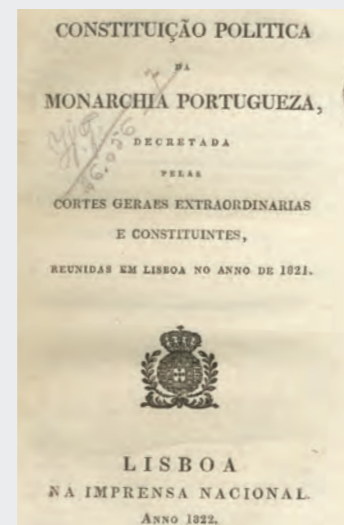 CONSTITUIÇÃO POLITICA
DA
MONARCHIA PORTUGUEZA,
DECRETADA
PELAS
CORTES GERAES EXTRAORDINARIAS
E CONSTITUINTES,
REUNIDAS EM LISBOA NO ANNO DE 1821.
LISBOA
NA IMPRENSA NACIONAL.
ANNO 1822.